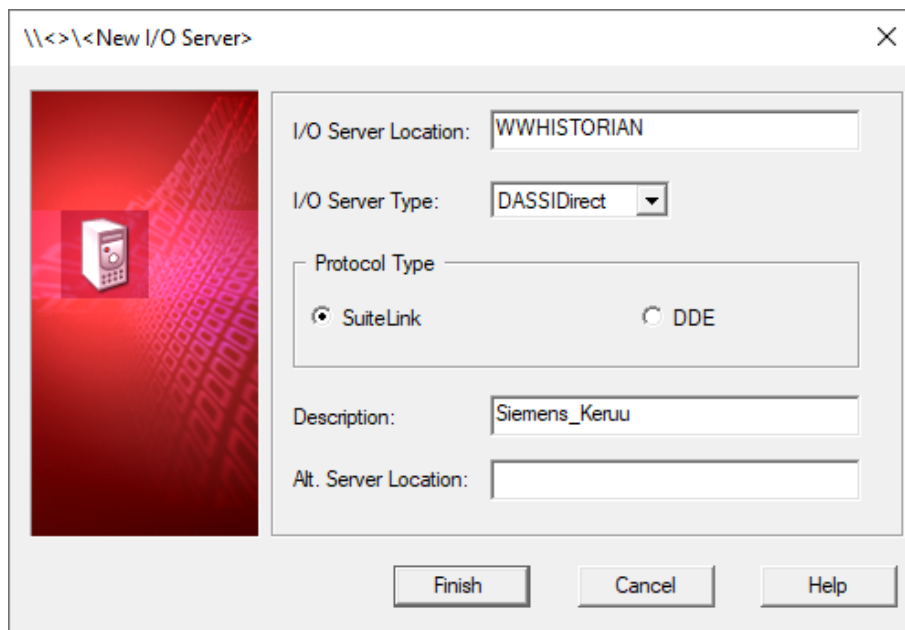 \\<>\<New I/O Server>
I/O Server Location: WWHISTORIAN
I/O Server Type: DASSIDirect
Protocol Type
SuiteLink DDE
Description: Siemens_Keruu
Alt. Server Location:
Finish Cancel Help